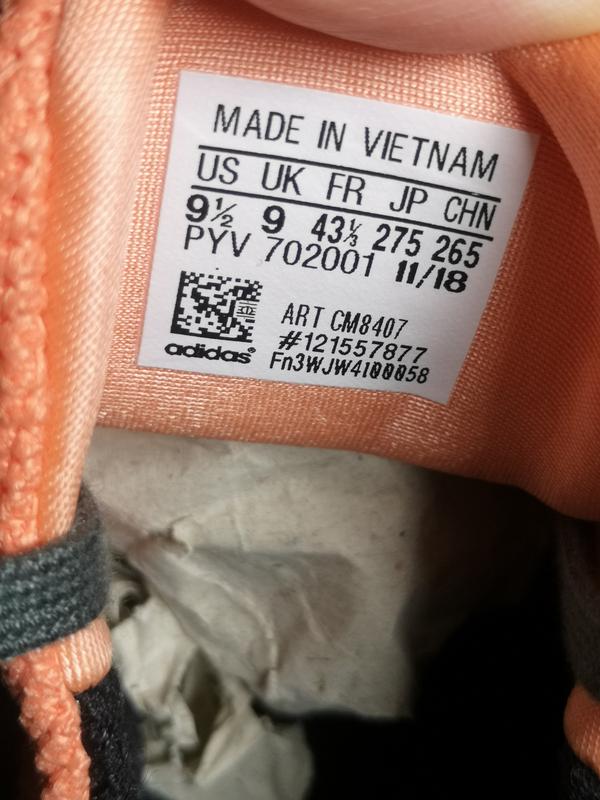 MADE IN VIETNAM
US UK FR JP CHN
9½ 9 43⅓ 275 265
PYV 702001 11/18
ART CM8407
#121557877
adidas®
Fn3WJW4I00058